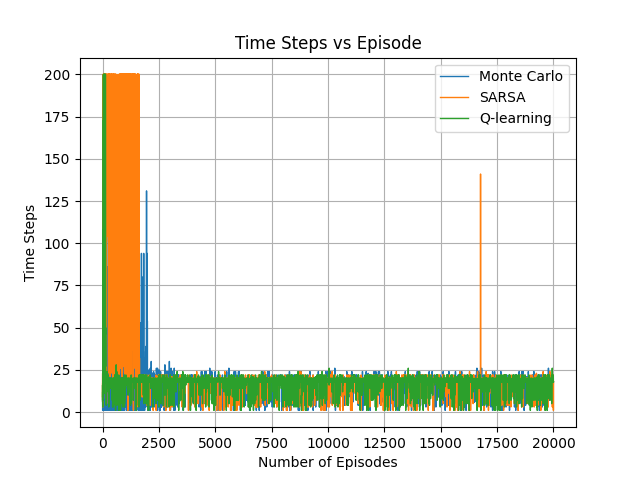 Time Steps vs Episode
Monte Carlo
SARSA
Q-learning
200
175
150
125
100
75
50
25
0
Time Steps
0 2500 5000 7500 10000 12500 15000 17500 20000
Number of Episodes